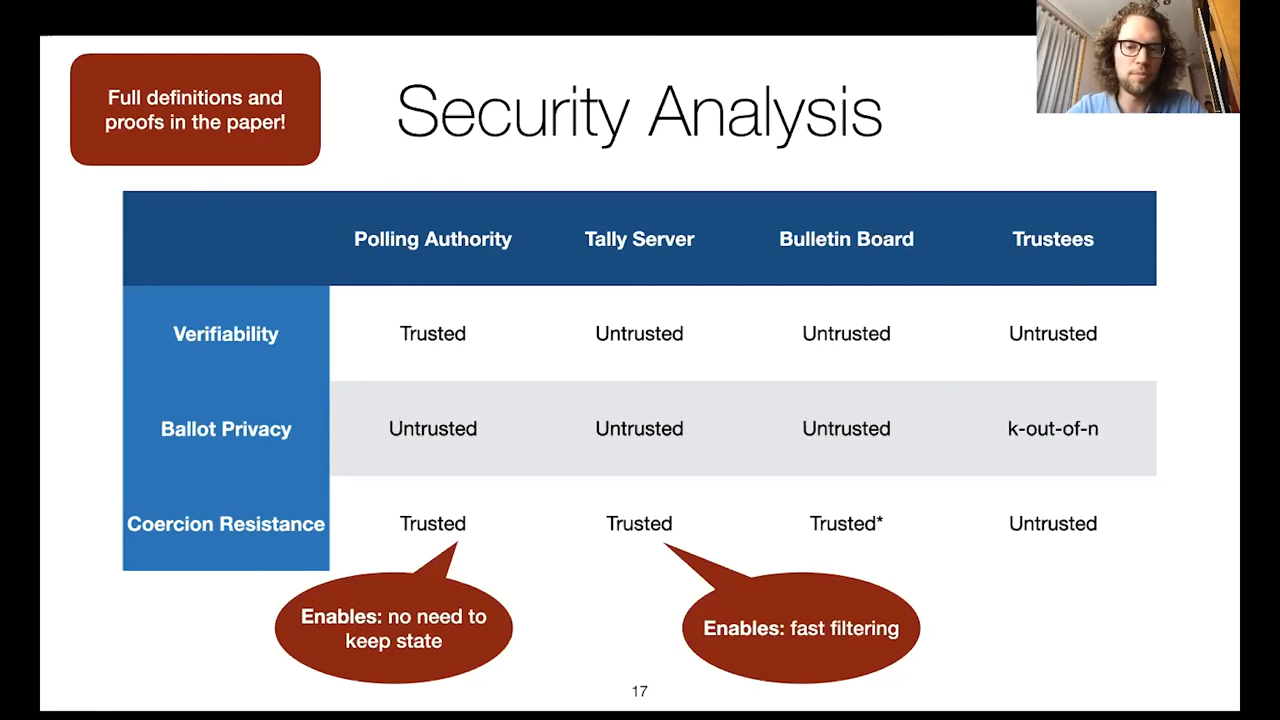 Full definitions and
proofs in the paper!
Security Analysis
Polling Authority Tally Server Bulletin Board Trustees
Verifiability Trusted Untrusted Untrusted Untrusted
Ballot Privacy Untrusted Untrusted Untrusted k-out-of-n
Coercion Resistance Trusted Trusted Trusted* Untrusted
Enables: no need to
keep state
Enables: fast filtering
17